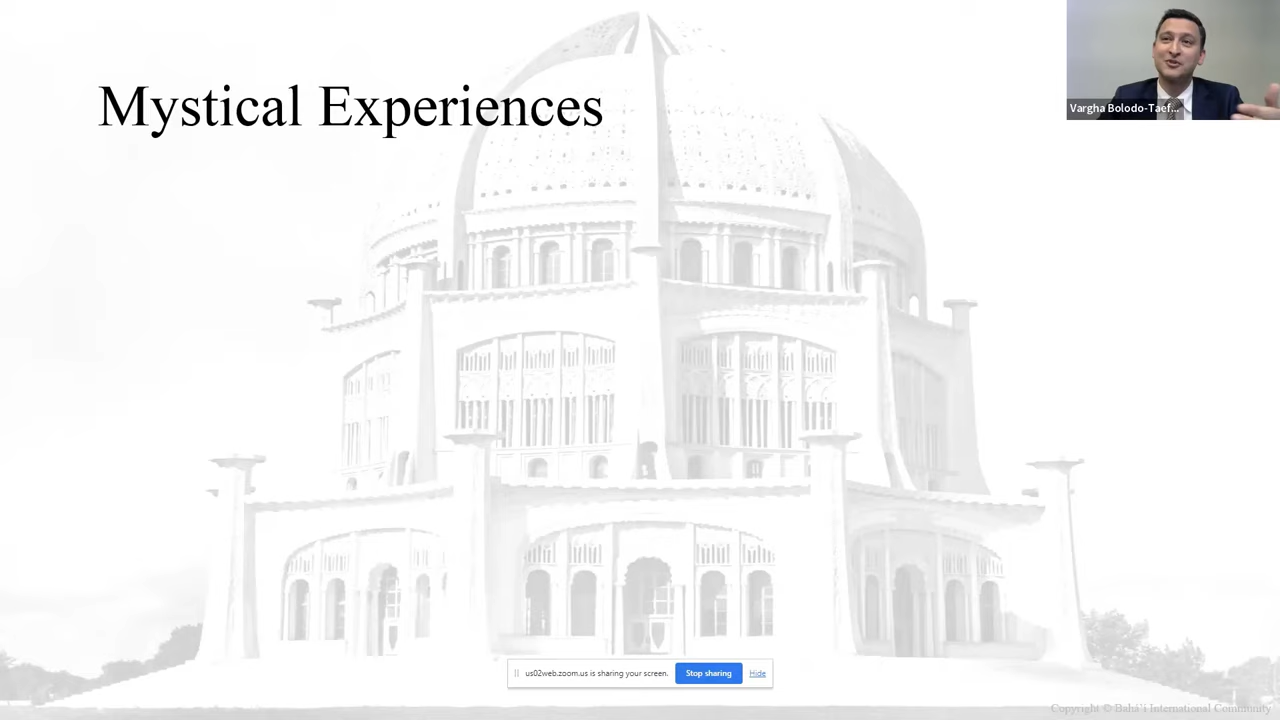 Mystical Experiences
Vargha Bolodo-Taef...
us02web.zoom.us is sharing your screen.
Stop sharing
Hide
Copyright © Bahá'í International Community